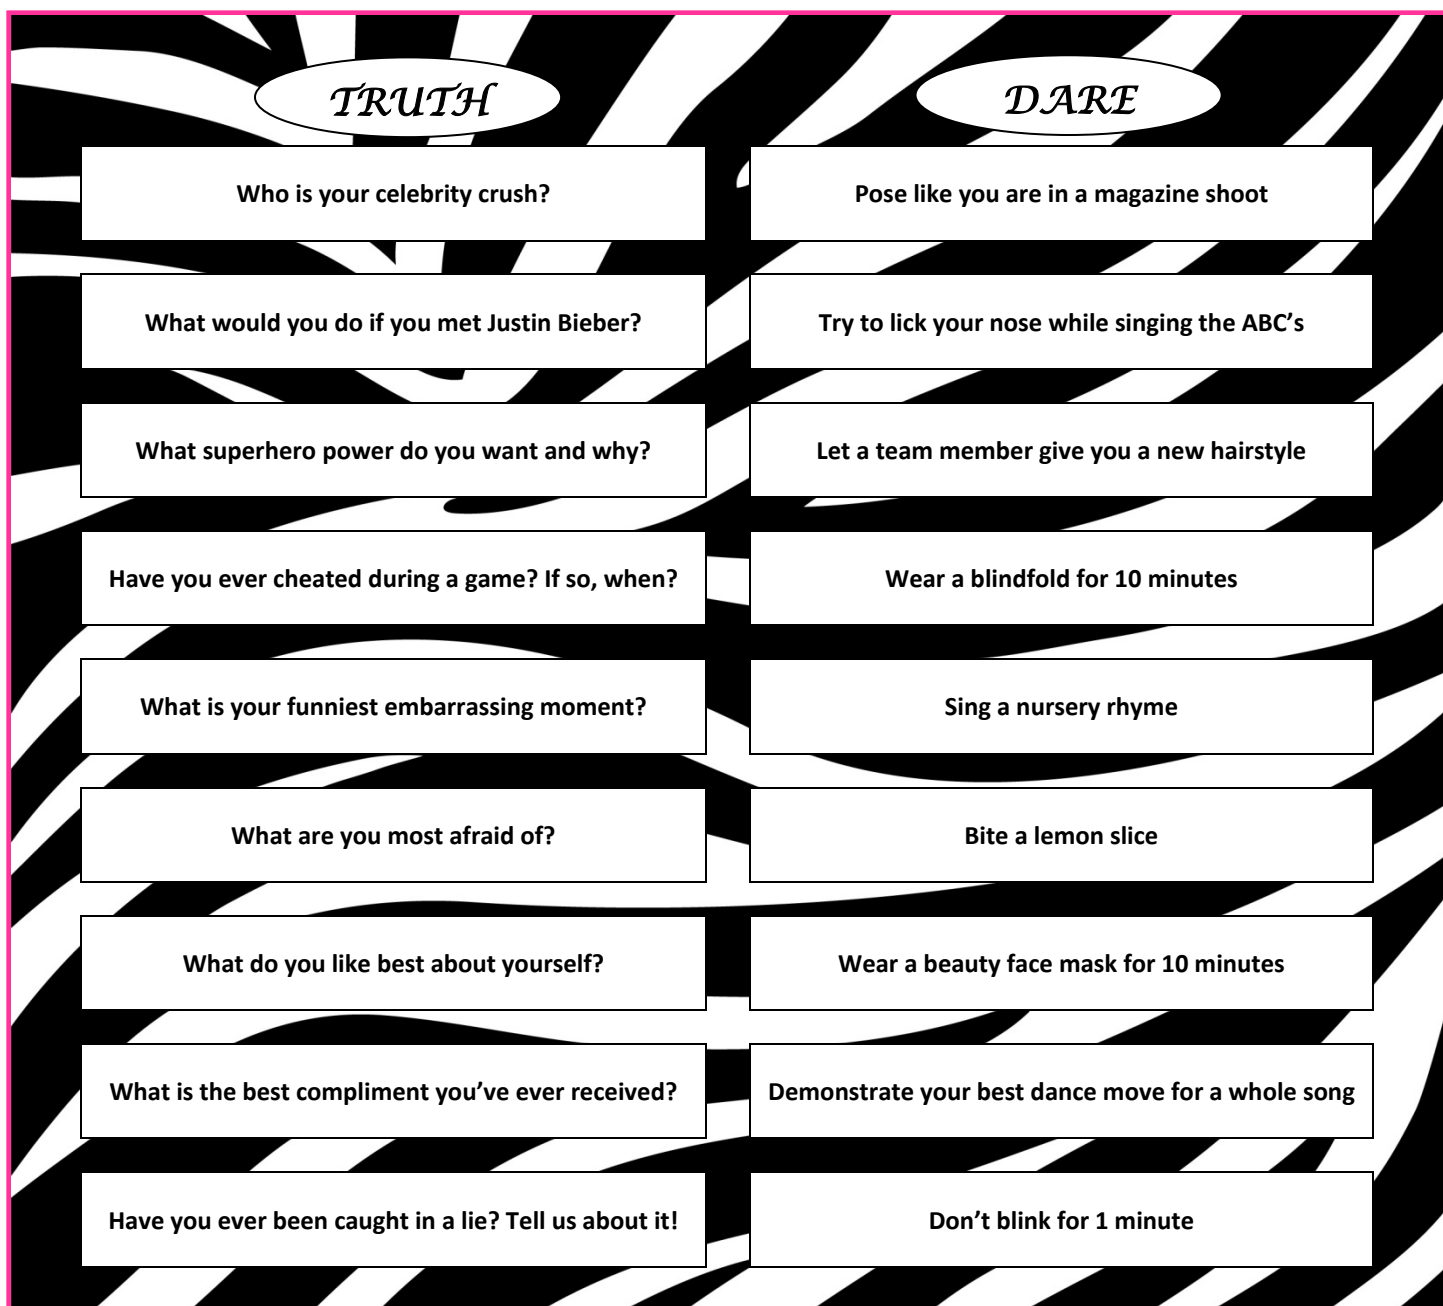 TRUTH
Who is your celebrity crush?
What would you do if you met Justin Bieber?
What superhero power do you want and why?
Have you ever cheated during a game? If so, when?
What is your funniest embarrassing moment?
What are you most afraid of?
What do you like best about yourself?
What is the best compliment you’ve ever received?
Have you ever been caught in a lie? Tell us about it!
DARE
Pose like you are in a magazine shoot
Try to lick your nose while singing the ABC’s
Let a team member give you a new hairstyle
Wear a blindfold for 10 minutes
Sing a nursery rhyme
Bite a lemon slice
Wear a beauty face mask for 10 minutes
Demonstrate your best dance move for a whole song
Don’t blink for 1 minute